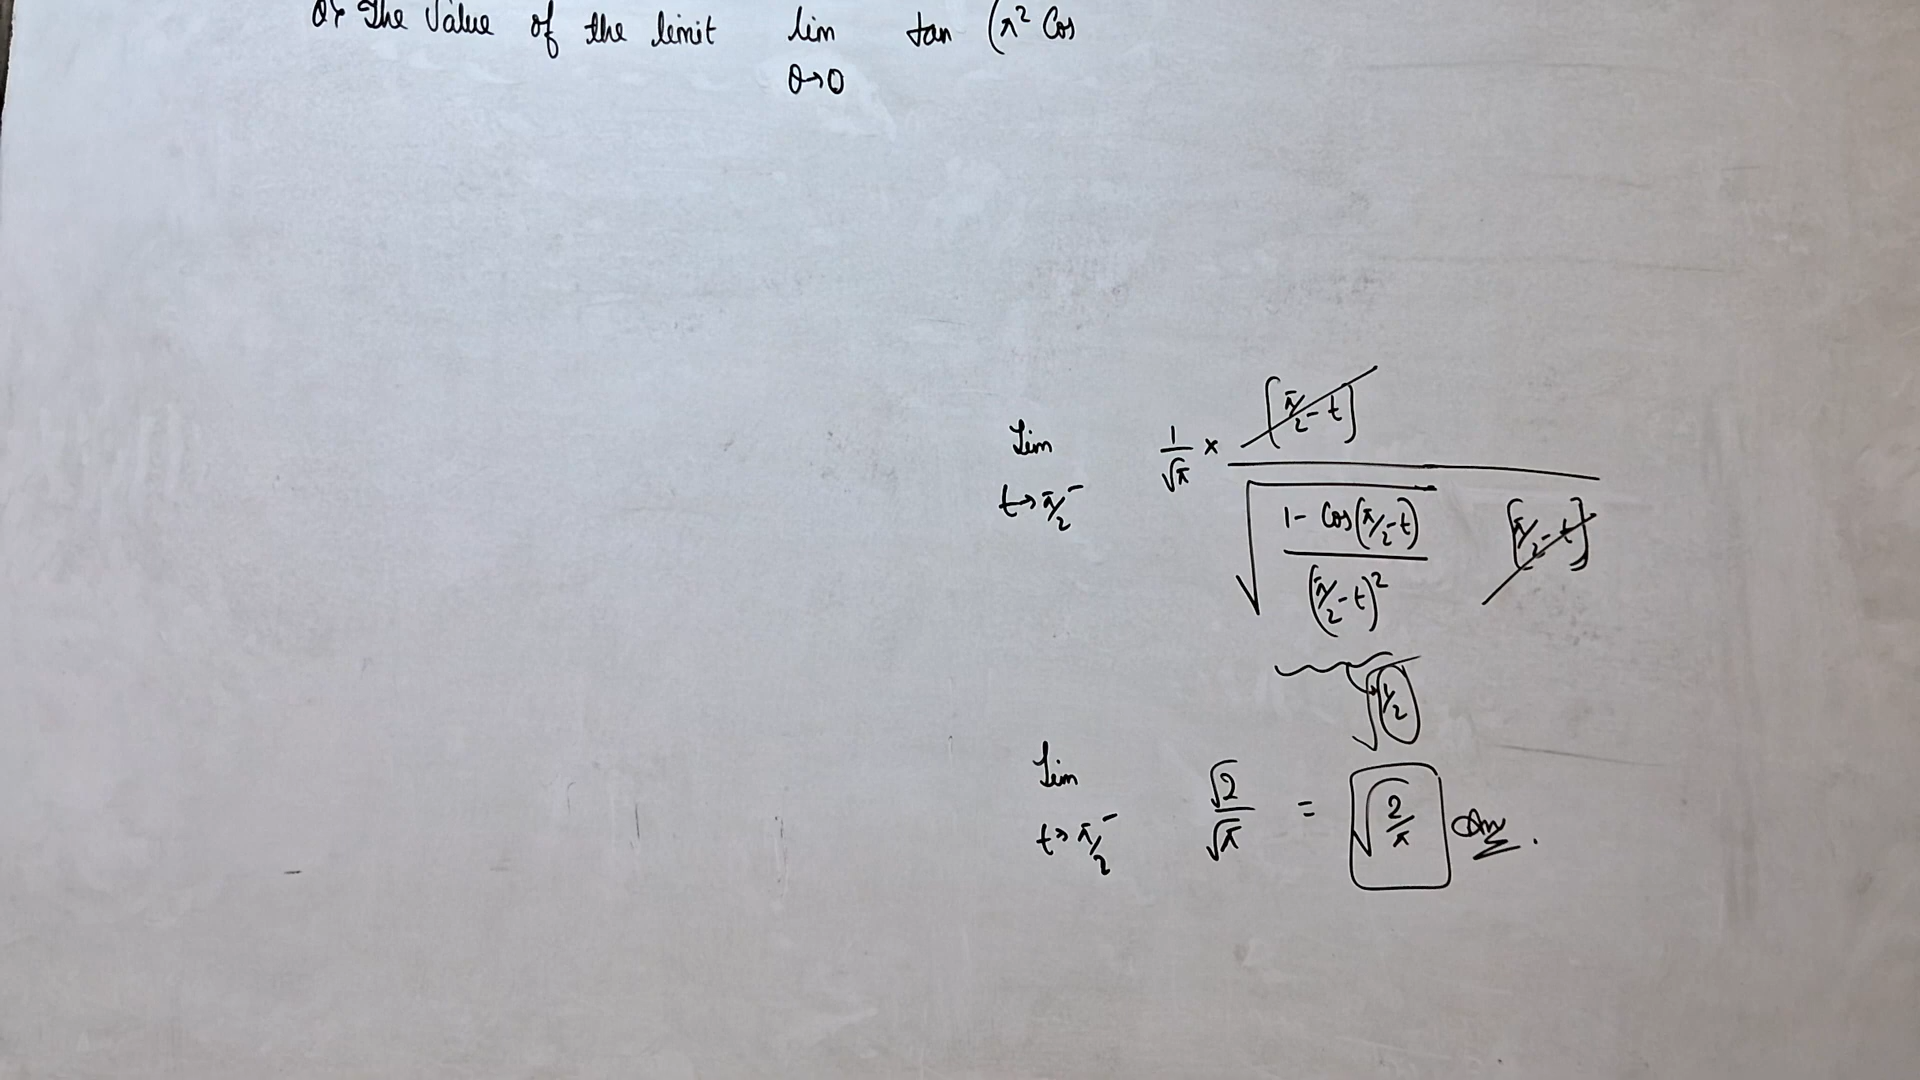 Q. The Value of the limit lim tan (π² Cos
θ→0
Lim 1/√π × [π/2 - t]
t→π/2⁻ √((1 - Cos(π/2 - t))/(π/2 - t)²) [π/2 - t]
√(1/2)
Lim √2/√π = √(2/π) Ans.
t→π/2⁻